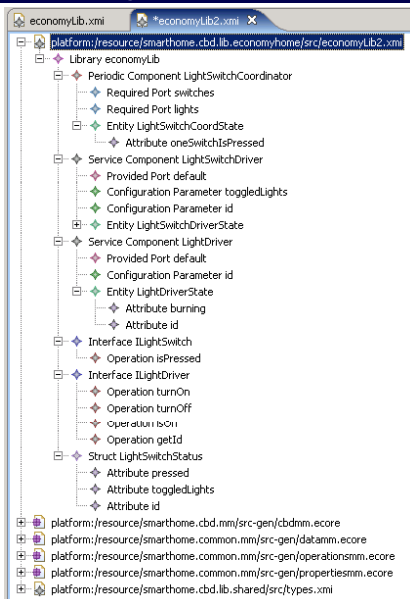 economyLib.xmi
*economyLib2.xmi
platform:/resource/smarthome.cbd.lib.economyhome/src/economyLib2.xmi
Library economyLib
Periodic Component LightSwitchCoordinator
Required Port switches
Required Port lights
Entity LightSwitchCoordState
Attribute oneSwitchIsPressed
Service Component LightSwitchDriver
Provided Port default
Configuration Parameter toggledLights
Configuration Parameter id
Entity LightSwitchDriverState
Service Component LightDriver
Provided Port default
Configuration Parameter id
Entity LightDriverState
Attribute burning
Attribute id
Interface ILightSwitch
Operation isPressed
Interface ILightDriver
Operation turnOn
Operation turnOff
Operation isOn
Operation getId
Struct LightSwitchStatus
Attribute pressed
Attribute toggledLights
Attribute id
platform:/resource/smarthome.cbd.mm/src-gen/cbdmm.ecore
platform:/resource/smarthome.common.mm/src-gen/datamm.ecore
platform:/resource/smarthome.common.mm/src-gen/operationsmm.ecore
platform:/resource/smarthome.common.mm/src-gen/propertiesmm.ecore
platform:/resource/smarthome.cbd.lib.shared/src/types.xmi